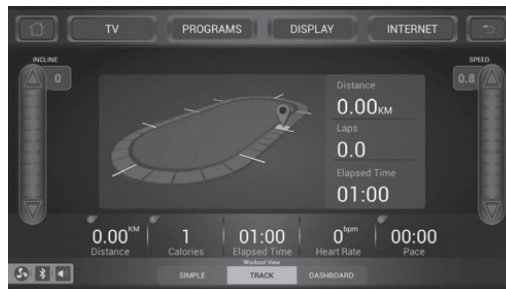 TV PROGRAMS DISPLAY INTERNET
INCLINE SPEED
0 0.8
Distance
0.00KM
Laps
0.0
Elapsed Time
01:00
0.00KM 1 01:00 0bpm 00:00
Distance Calories Elapsed Time Heart Rate Pace
Workout View
SIMPLE TRACK DASHBOARD